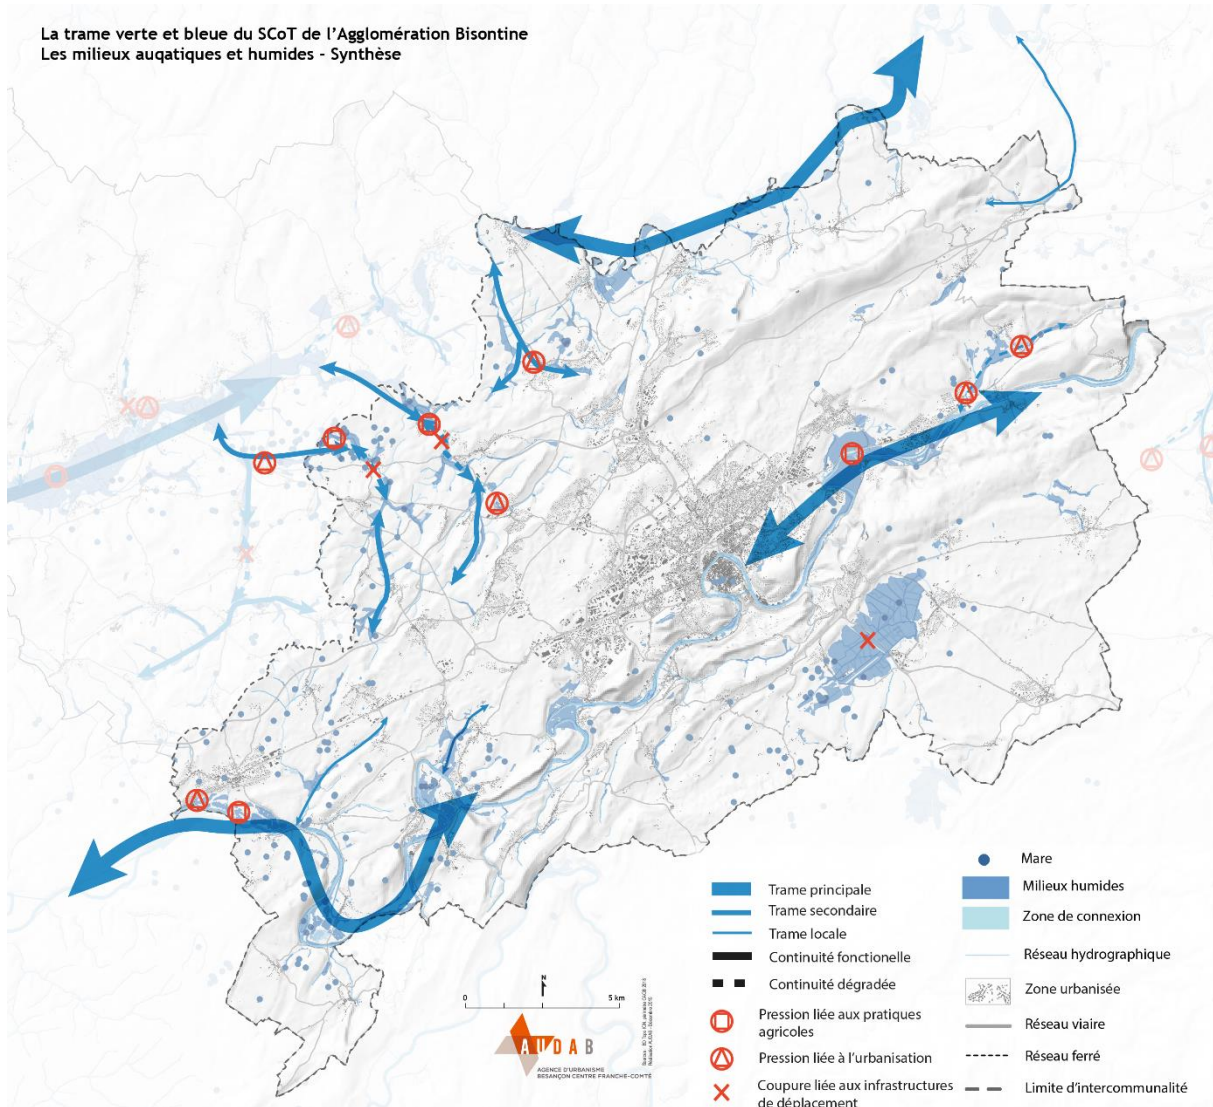 La trame verte et bleue du SCoT de l'Agglomération Bisontine
Les milieux auqatiques et humides - Synthèse
Trame principale
Trame secondaire
Trame locale
Continuité fonctionelle
Continuité dégradée
Pression liée aux pratiques
agricoles
Pression liée à l'urbanisation
Coupure liée aux infrastructures
de déplacement
Mare
Milieux humides
Zone de connexion
Réseau hydrographique
Zone urbanisée
Réseau viaire
Réseau ferré
Limite d'intercommunalité
N
0
5 km
AUDAB
AGENCE D'URBANISME
BESANÇON CENTRE FRANCHE-COMTÉ